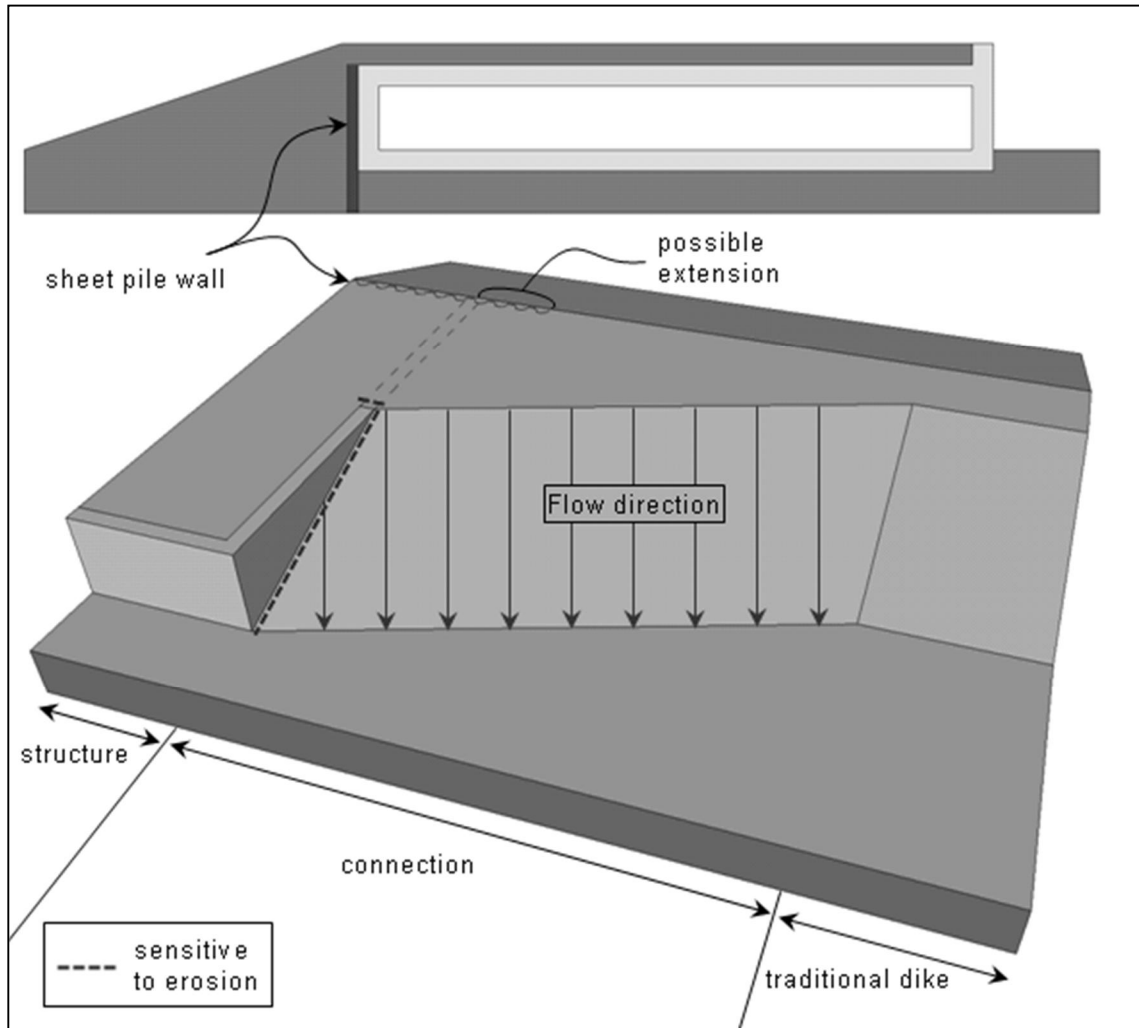 sheet pile wall
possible
extension
Flow direction
structure
connection
traditional dike
sensitive
to erosion